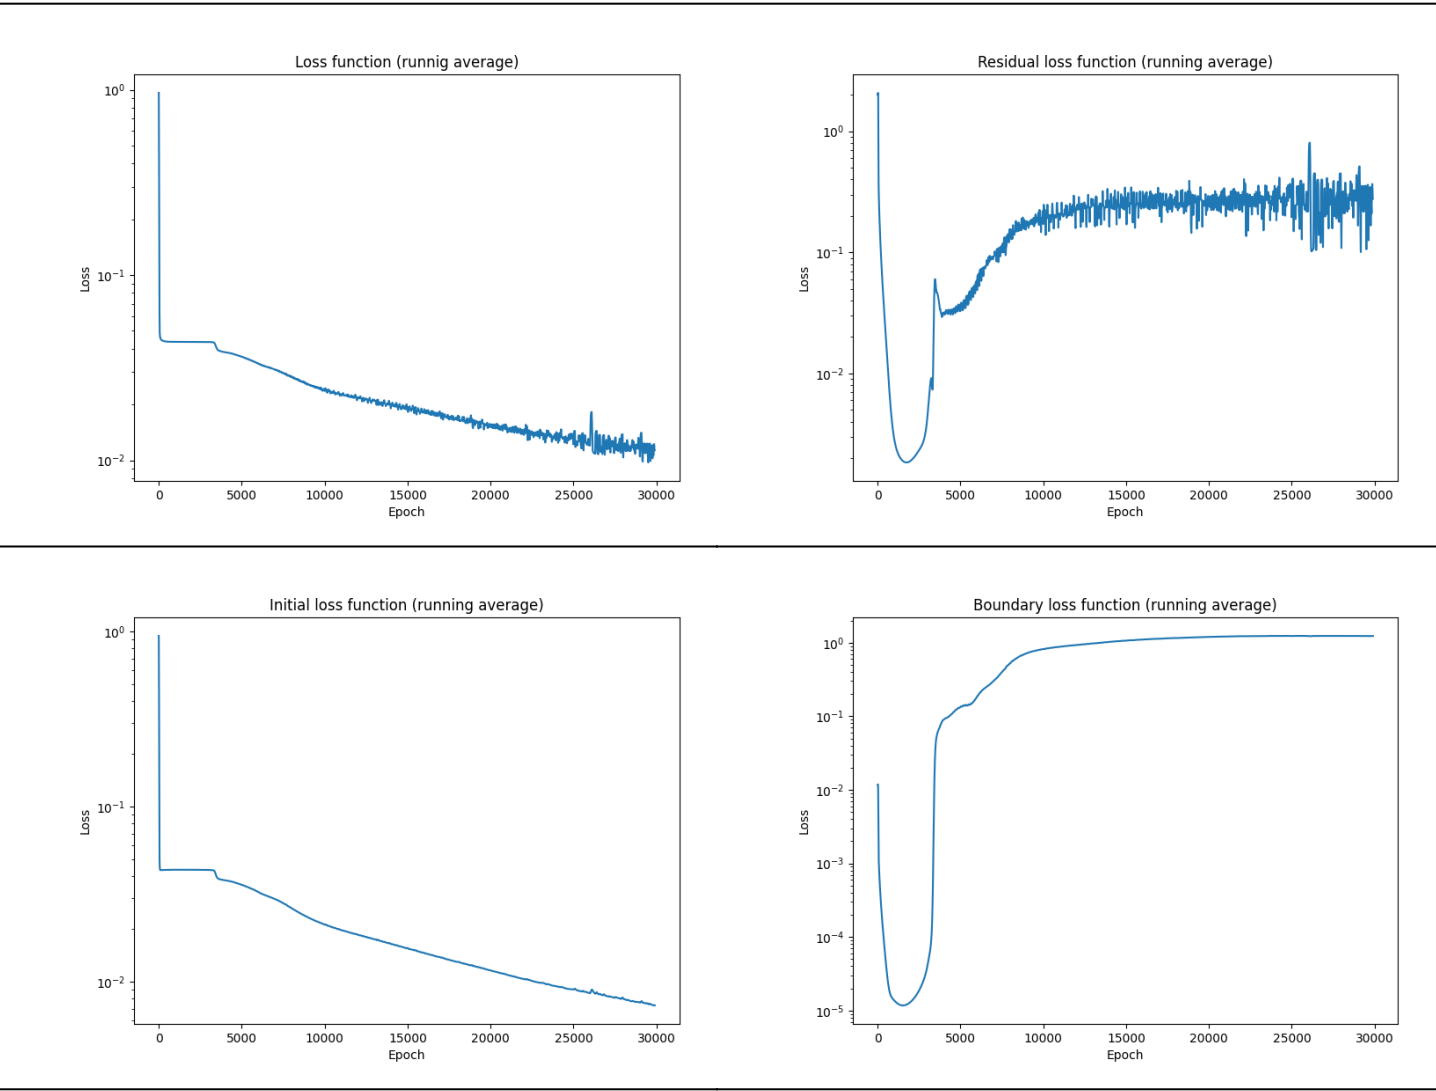 Loss function (runnig average)
10⁰
10⁻¹
10⁻²
Loss
0 5000 10000 15000 20000 25000 30000
Epoch
Residual loss function (running average)
10⁰
10⁻¹
10⁻²
Loss
0 5000 10000 15000 20000 25000 30000
Epoch
Initial loss function (running average)
10⁰
10⁻¹
10⁻²
Loss
0 5000 10000 15000 20000 25000 30000
Epoch
Boundary loss function (running average)
10⁰
10⁻¹
10⁻²
10⁻³
10⁻⁴
10⁻⁵
Loss
0 5000 10000 15000 20000 25000 30000
Epoch